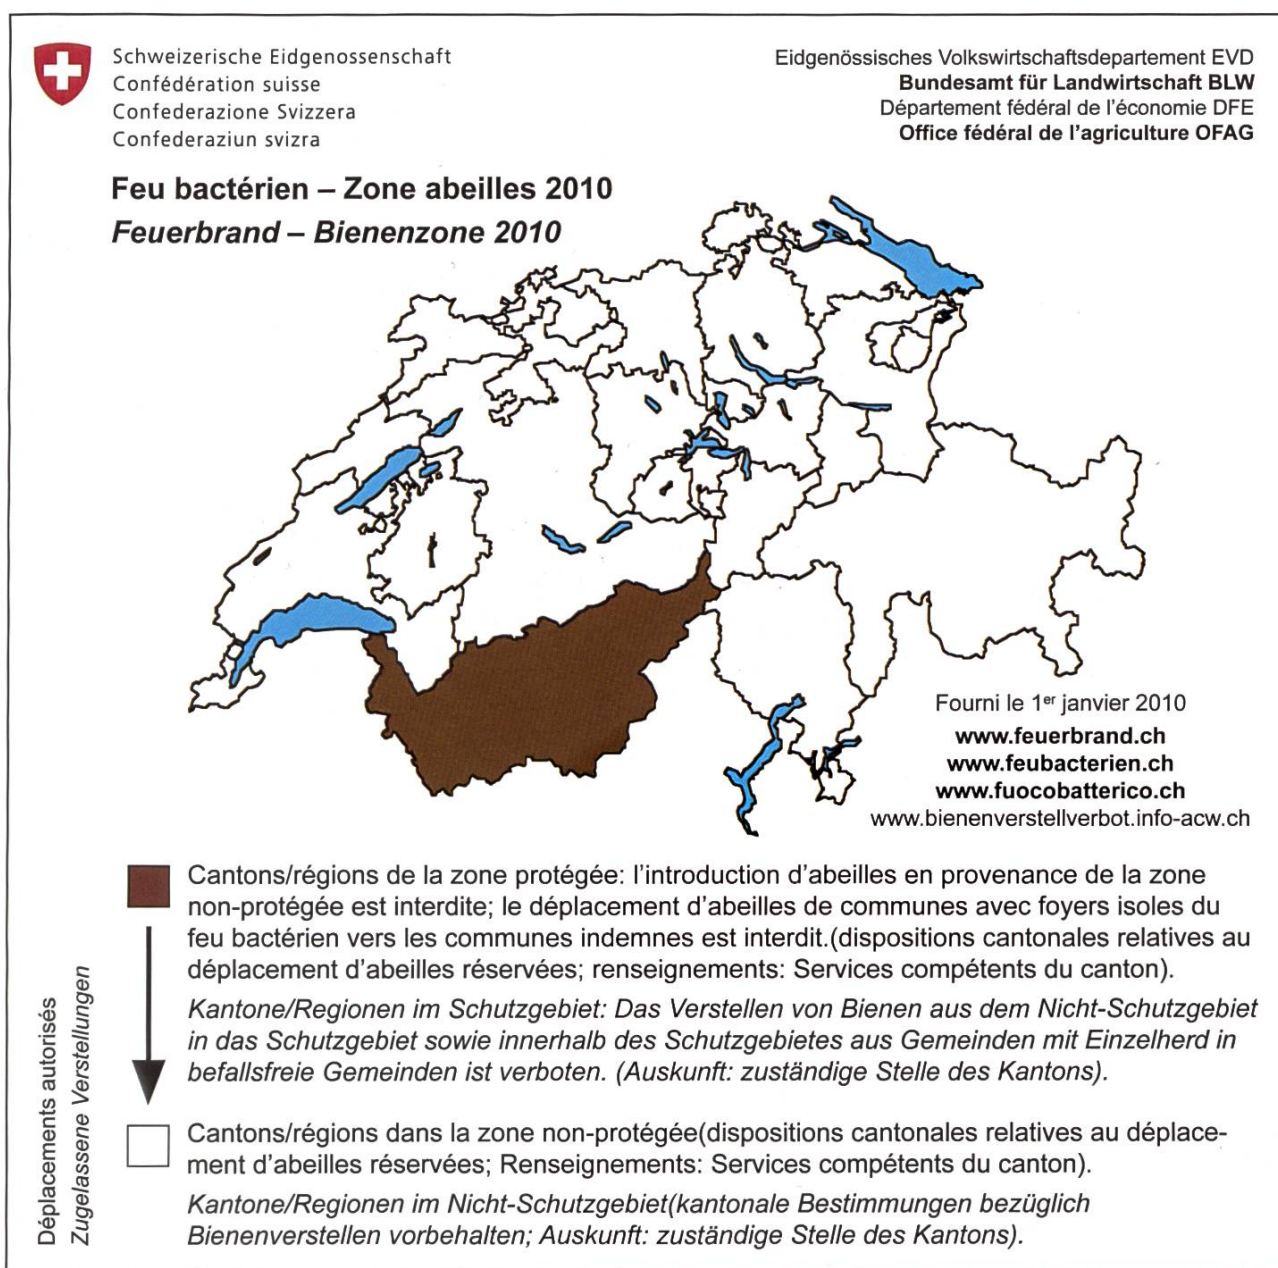 Schweizerische Eidgenossenschaft
Confédération suisse
Confederazione Svizzera
Confederaziun svizra
Eidgenössisches Volkswirtschaftsdepartement EVD
Bundesamt für Landwirtschaft BLW
Département fédéral de l'économie DFE
Office fédéral de l'agriculture OFAG
Feu bactérien – Zone abeilles 2010
Feuerbrand – Bienenzone 2010
Fourni le 1er janvier 2010
www.feuerbrand.ch
www.feubacterien.ch
www.fuocobatterico.ch
www.bienenverstellverbot.info-acw.ch
Cantons/régions de la zone protégée: l'introduction d'abeilles en provenance de la zone
non-protégée est interdite; le déplacement d'abeilles de communes avec foyers isoles du
feu bactérien vers les communes indemnes est interdit.(dispositions cantonales relatives au
déplacement d'abeilles réservées; renseignements: Services compétents du canton).
Kantone/Regionen im Schutzgebiet: Das Verstellen von Bienen aus dem Nicht-Schutzgebiet
in das Schutzgebiet sowie innerhalb des Schutzgebietes aus Gemeinden mit Einzelherd in
befallsfreie Gemeinden ist verboten. (Auskunft: zuständige Stelle des Kantons).
Déplacements autorisés
Zugelassene Verstellungen
Cantons/régions dans la zone non-protégée(dispositions cantonales relatives au déplace-
ment d'abeilles réservées; Renseignements: Services compétents du canton).
Kantone/Regionen im Nicht-Schutzgebiet(kantonale Bestimmungen bezüglich
Bienenverstellen vorbehalten; Auskunft: zuständige Stelle des Kantons).